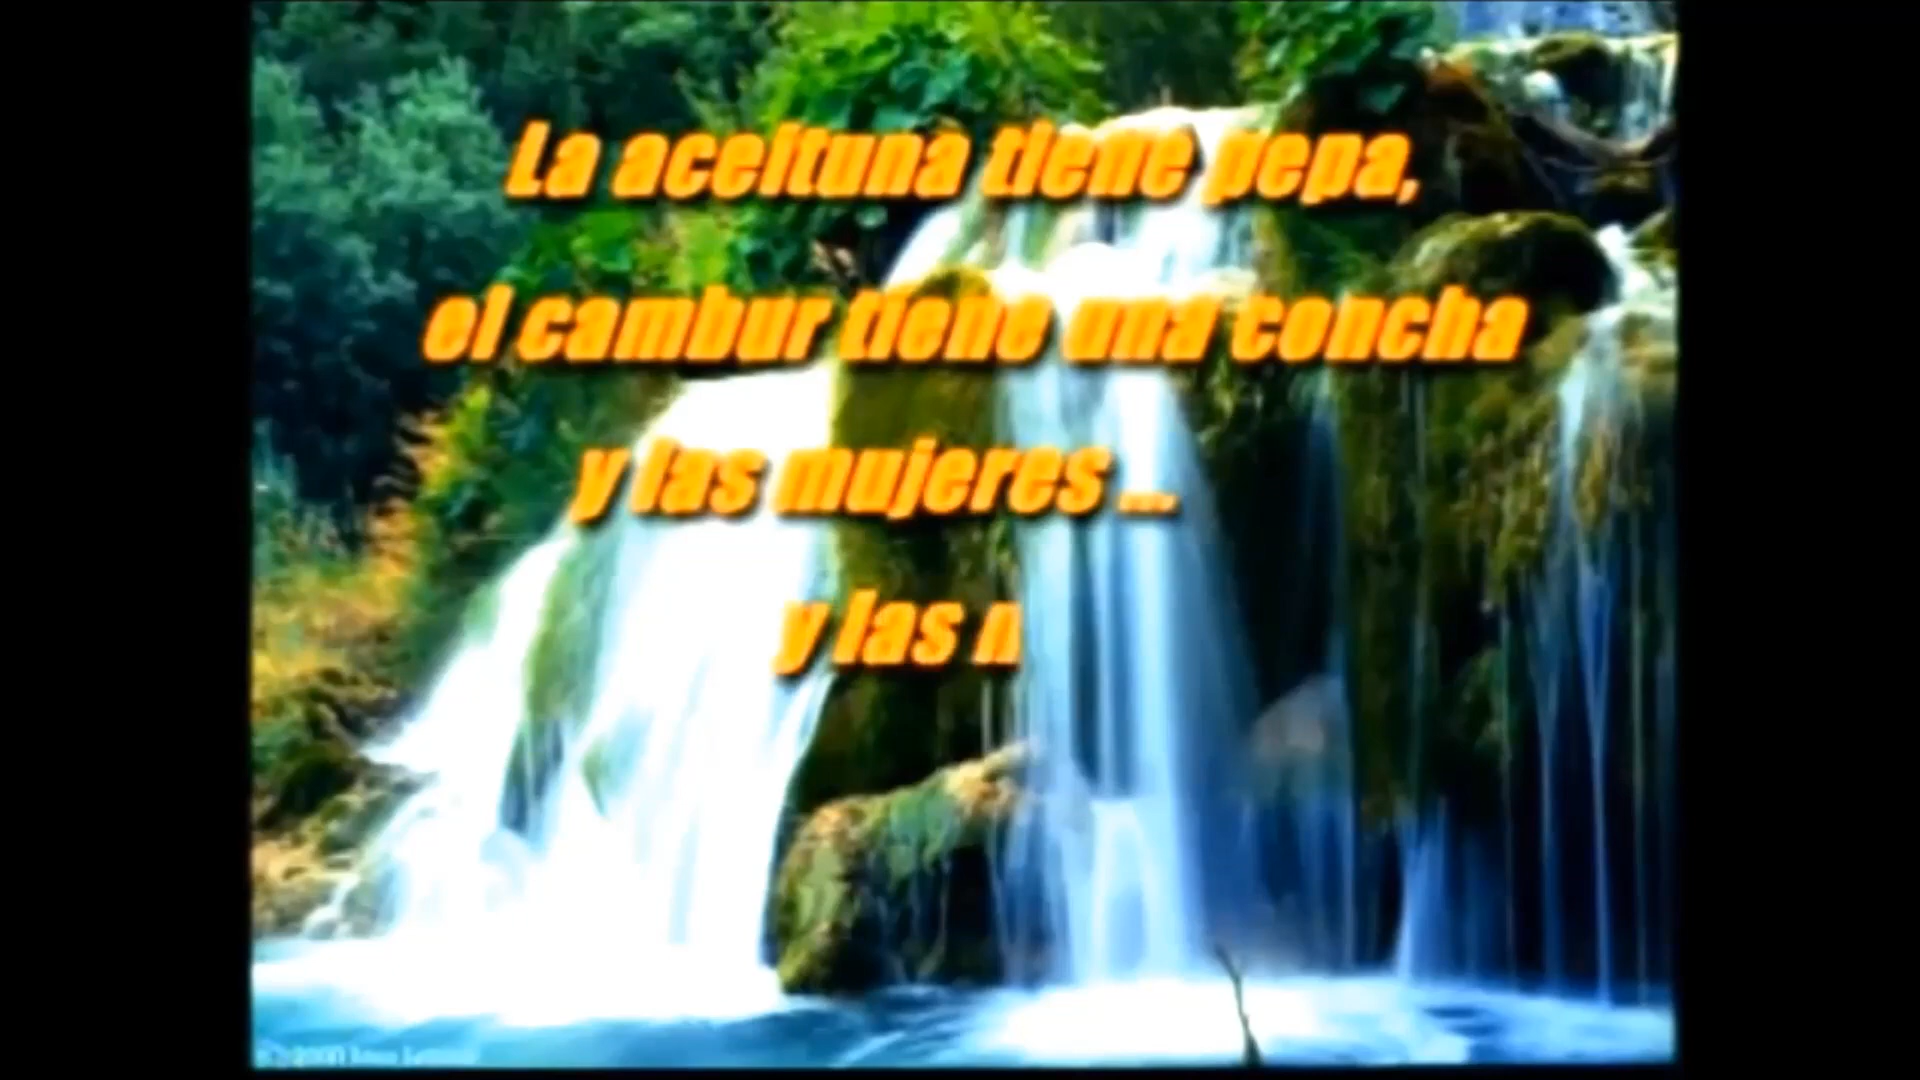 La aceituna tiene pepa,
el cambur tiene una concha
y las mujeres ...
y las